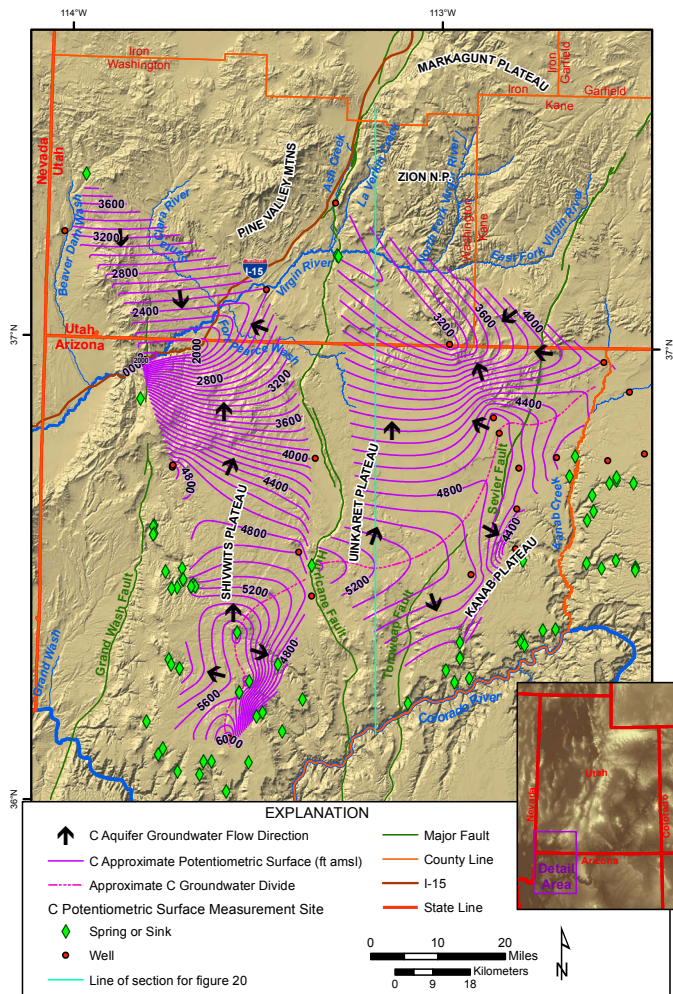 114°W
113°W
Iron
Washington
MARKAGUNT PLATEAU
Iron
Garfield
Iron
Garfield
Kane
Nevada
Utah
Ash Creek
La Verkin Creek
ZION N.P.
North Fork Virgin River
PINE VALLEY MTNS
Washington
Kane
East Fork Virgin River
3600
3200
2800
2400
Beaver Dam Wash
I-15
Virgin River
4000
3600
3200
37°N
Utah
Arizona
37°N
2000
2000
2800
3200
3600
4000
4400
4800
4400
4800
4400
UINKARET PLATEAU
Sevier Fault
Kanab Creek
SHIVWITS PLATEAU
4800
5200
5200
Hurricane Fault
KANAB PLATEAU
Grand Wash Fault
Toroweap Fault
Grand Wash
4800
5600
6000
Colorado River
36°N
Utah
Nevada
Colorado
Arizona
Detail
Area
EXPLANATION
C Aquifer Groundwater Flow Direction
C Approximate Potentiometric Surface (ft amsl)
Approximate C Groundwater Divide
C Potentiometric Surface Measurement Site
Spring or Sink
Well
Line of section for figure 20
Major Fault
County Line
I-15
State Line
0 10 20
Miles
Kilometers
0 9 18
N